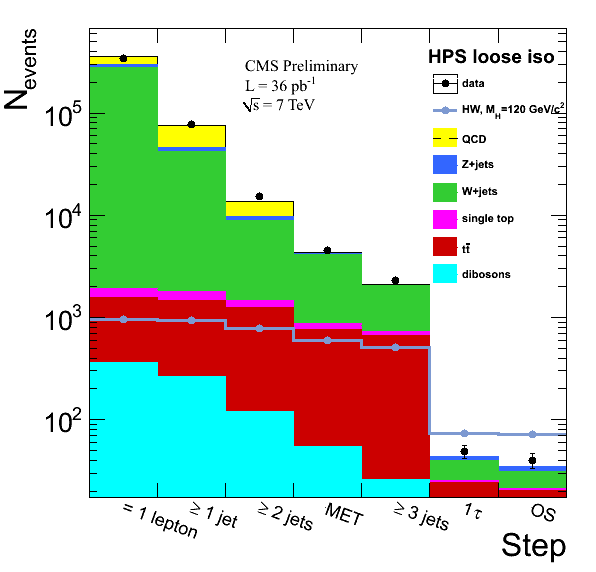 N_events
10^5
10^4
10^3
10^2
CMS Preliminary
L = 36 pb^-1
√s = 7 TeV
HPS loose iso
data
HW, M_H=120 GeV/c^2
QCD
Z+jets
W+jets
single top
tt̄
dibosons
= 1 lepton
≥ 1 jet
≥ 2 jets
MET
≥ 3 jets
1τ
OS
Step